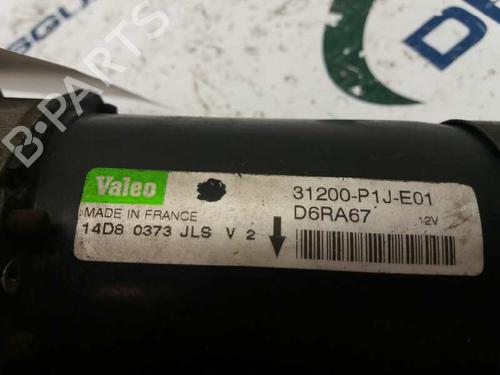 Valeo
31200-P1J-E01
MADE IN FRANCE
D6RA67
12V
14D8 0373 JLS V 2
B-PARTS